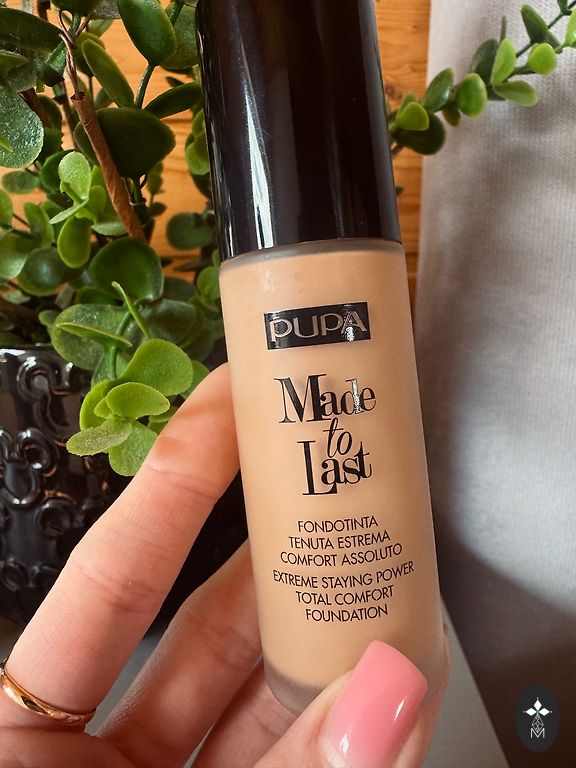 PUPA
Made
to
Last
FONDOTINTA
TENUTA ESTREMA
COMFORT ASSOLUTO
EXTREME STAYING POWER
TOTAL COMFORT
FOUNDATION
M